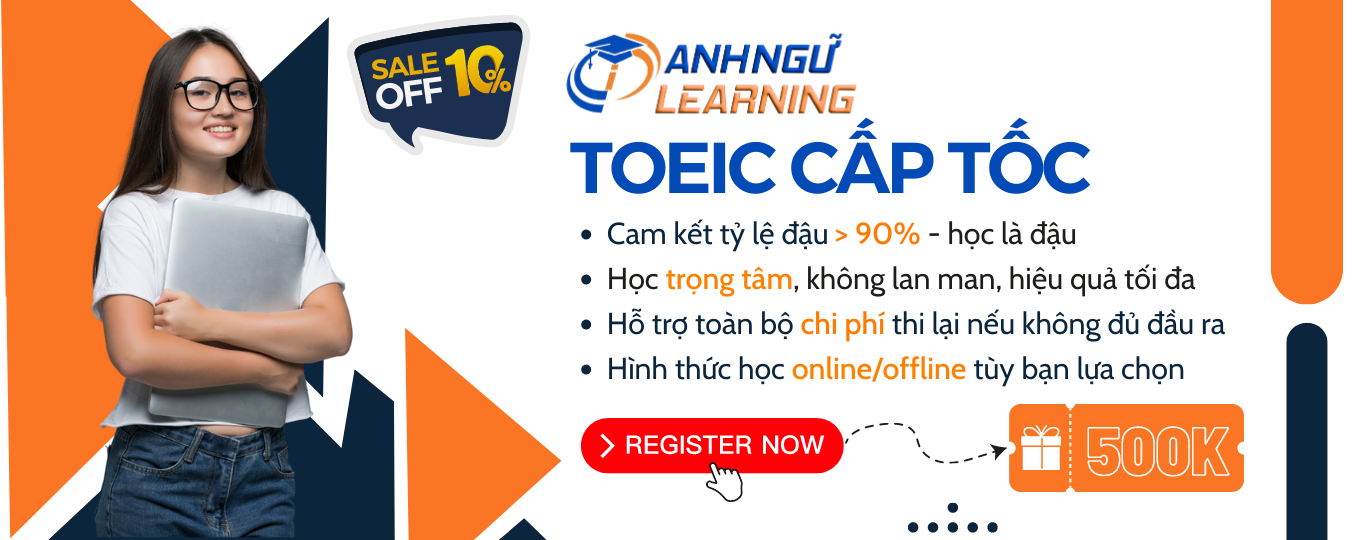 SALE
OFF 10%
ANHNGỮ
LEARNING
TOEIC CẤP TỐC
• Cam kết tỷ lệ đậu > 90% - học là đậu
• Học trọng tâm, không lan man, hiệu quả tối đa
• Hỗ trợ toàn bộ chi phí thi lại nếu không đủ đầu ra
• Hình thức học online/offline tùy bạn lựa chọn
REGISTER NOW
500K